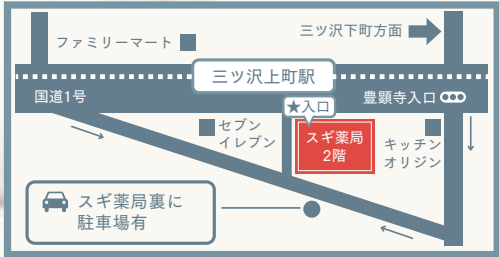 三ツ沢下町方面
ファミリーマート
三ツ沢上町駅
国道1号
豊顕寺入口
★入口
セブン
イレブン
スギ薬局
2階
キッチン
オリジン
スギ薬局裏に
駐車場有